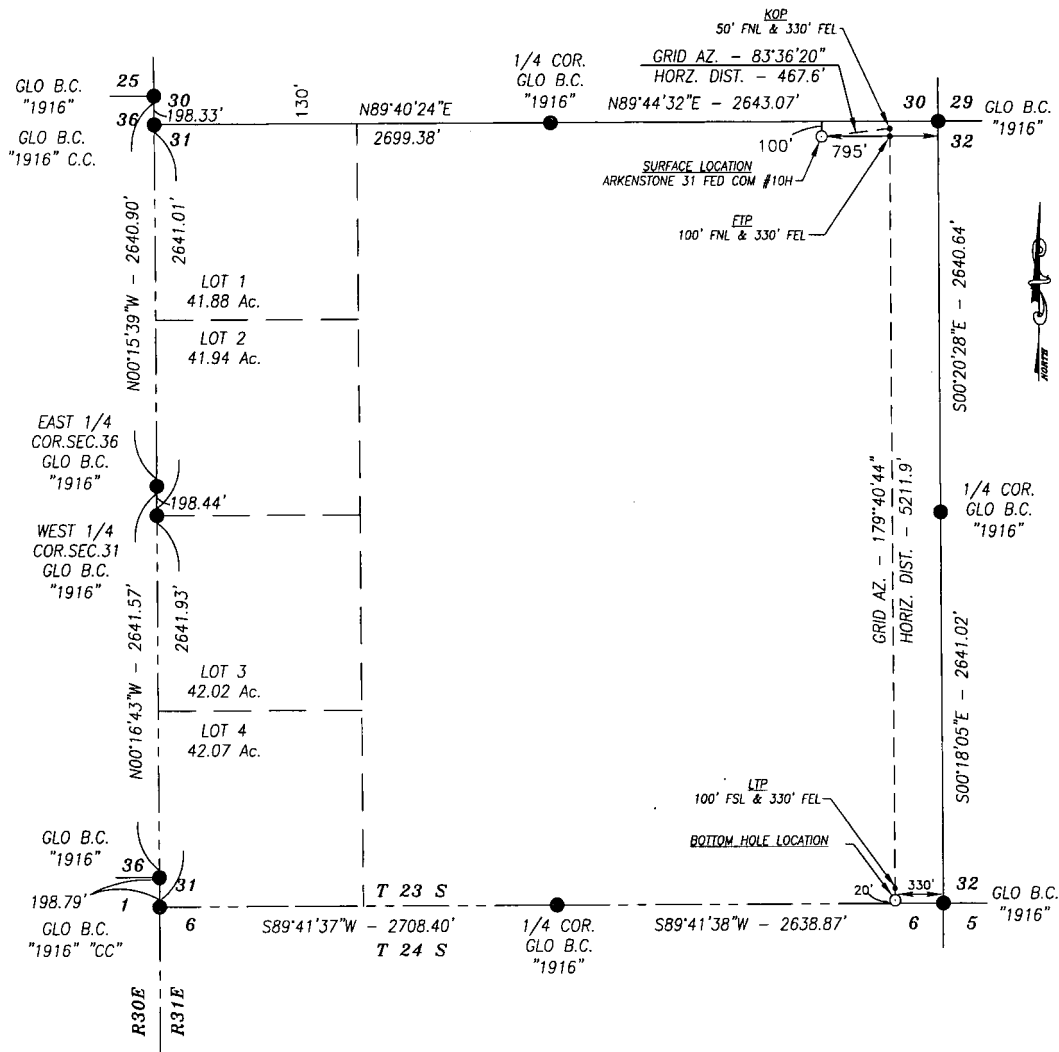 KOP
50' FNL & 330' FEL
GRID AZ. - 83°36'20"
HORZ. DIST. - 467.6'
1/4 COR.
GLO B.C.
"1916"
N89°40'24"E
2699.38'
N89°44'32"E - 2643.07'
130'
25
30
GLO B.C.
"1916"
198.33'
36
31
GLO B.C.
"1916" C.C.
30
29
32
GLO B.C.
"1916"
100'
795'
SURFACE LOCATION
ARKENSTONE 31 FED COM #10H
FTP
100' FNL & 330' FEL
N00°15'39"W - 2640.90'
2641.01'
LOT 1
41.88 Ac.
LOT 2
41.94 Ac.
S00°20'28"E - 2640.64'
NORTH
EAST 1/4
COR.SEC.36
GLO B.C.
"1916"
198.44'
WEST 1/4
COR.SEC.31
GLO B.C.
"1916"
1/4 COR.
GLO B.C.
"1916"
GRID AZ. - 179°40'44"
HORIZ. DIST. - 5211.9'
N00°16'43"W - 2641.57'
2641.93'
LOT 3
42.02 Ac.
LOT 4
42.07 Ac.
S00°18'05"E - 2641.02'
LTP
100' FSL & 330' FEL
BOTTOM HOLE LOCATION
20'
330'
GLO B.C.
"1916"
36
31
198.79'
1
6
GLO B.C.
"1916" "CC"
T 23 S
S89°41'37"W - 2708.40'
T 24 S
1/4 COR.
GLO B.C.
"1916"
S89°41'38"W - 2638.87'
32
6
5
GLO B.C.
"1916"
R30E
R31E